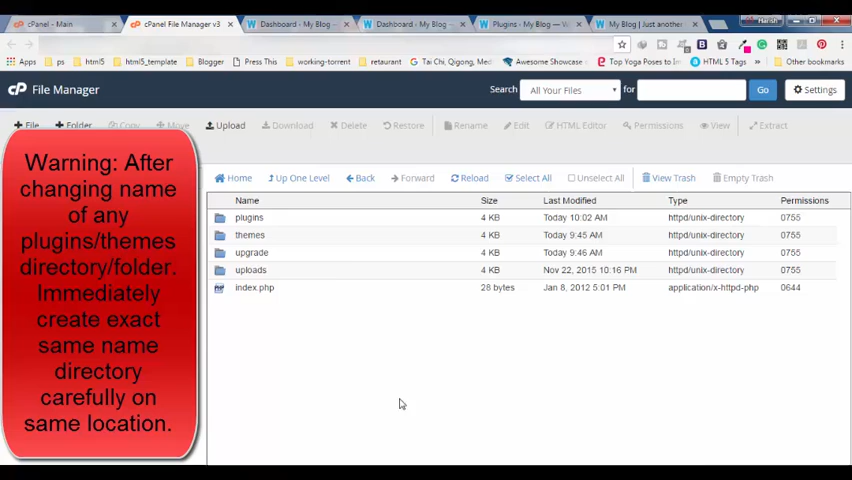 cPanel - Main
cPanel File Manager v3
Dashboard ‹ My Blog —
Dashboard ‹ My Blog —
Plugins ‹ My Blog — W
My Blog | Just another
Harish
Apps
ps
html5
html5_template
Blogger
Press This
working-torrent
retaurant
Tai Chi, Qigong, Med
Awesome Showcase
Top Yoga Poses to In
HTML 5 Tags
»
Other bookmarks
cP File Manager
Search
All Your Files
for
Go
Settings
File
Folder
Copy
Move
Upload
Download
Delete
Restore
Rename
Edit
HTML Editor
Permissions
View
Extract
Home
Up One Level
Back
Forward
Reload
Select All
Unselect All
View Trash
Empty Trash
Name Size Last Modified Type Permissions
plugins 4 KB Today 10:02 AM httpd/unix-directory 0755
themes 4 KB Today 9:45 AM httpd/unix-directory 0755
upgrade 4 KB Today 9:46 AM httpd/unix-directory 0755
uploads 4 KB Nov 22, 2015 10:16 PM httpd/unix-directory 0755
index.php 28 bytes Jan 8, 2012 5:01 PM application/x-httpd-php 0644
Warning: After
changing name
of any
plugins/themes
directory/folder.
Immediately
create exact
same name
directory
carefully on
same location.